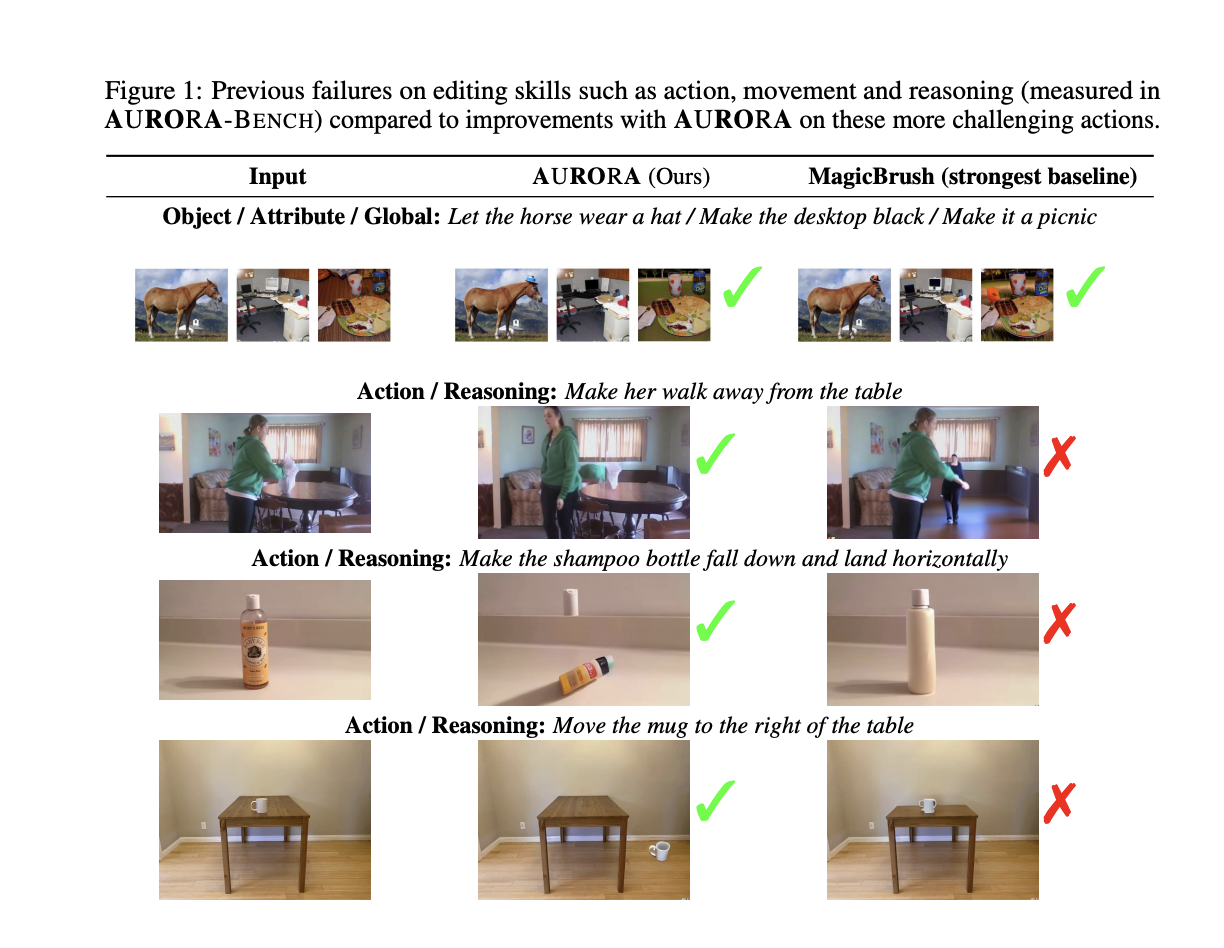 Figure 1: Previous failures on editing skills such as action, movement and reasoning (measured in
AURORA-BENCH) compared to improvements with AURORA on these more challenging actions.
Input AURORA (Ours) MagicBrush (strongest baseline)
Object / Attribute / Global: Let the horse wear a hat / Make the desktop black / Make it a picnic
Action / Reasoning: Make her walk away from the table
Action / Reasoning: Make the shampoo bottle fall down and land horizontally
Action / Reasoning: Move the mug to the right of the table